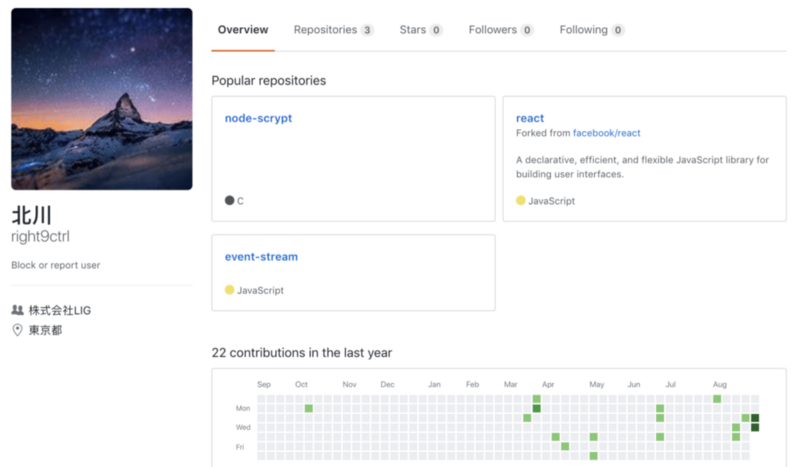 Overview Repositories 3 Stars 0 Followers 0 Following 0
Popular repositories
node-scrypt
C
react
Forked from facebook/react
A declarative, efficient, and flexible JavaScript library for
building user interfaces.
JavaScript
event-stream
JavaScript
北川
right9ctrl
Block or report user
株式会社LIG
東京都
22 contributions in the last year
Sep Oct Nov Dec Jan Feb Mar Apr May Jun Jul Aug
Mon
Wed
Fri